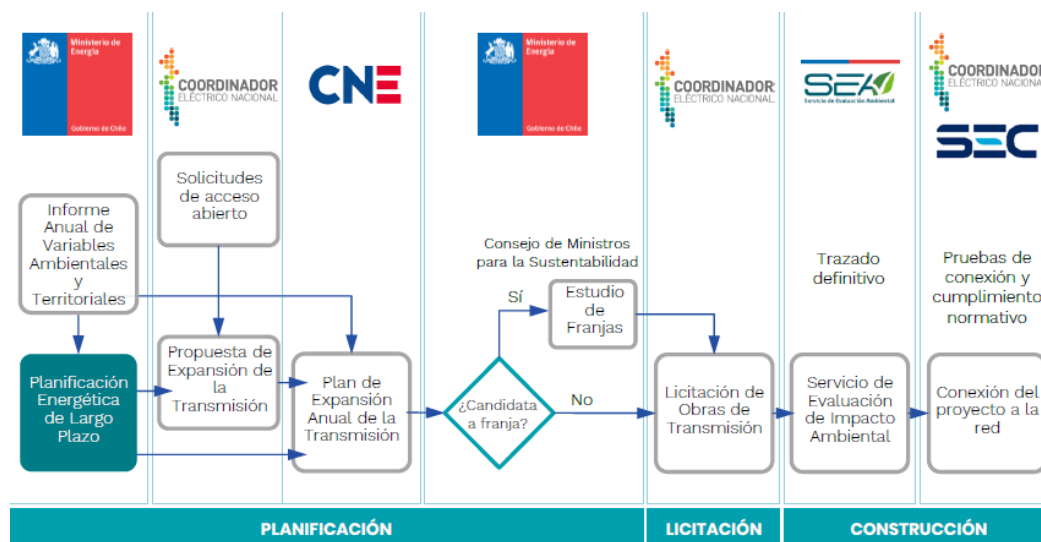 Ministerio de
Energía
Gobierno de Chile
COORDINADOR
ELÉCTRICO NACIONAL
CNE
Ministerio de
Energía
Gobierno de Chile
COORDINADOR
ELÉCTRICO NACIONAL
SEA
Servicio de Evaluación Ambiental
COORDINADOR
ELÉCTRICO NACIONAL
SEC
Informe
Anual de
Variables
Ambientales
y
Territoriales
Solicitudes
de acceso
abierto
Consejo de Ministros
para la Sustentabilidad
Trazado
definitivo
Pruebas de
conexión y
cumplimiento
normativo
Sí
Estudio
de
Franjas
Planificación
Energética
de Largo
Plazo
Propuesta de
Expansión de
la
Transmisión
Plan de
Expansión
Anual de la
Transmisión
¿Candidata
a franja?
No
Licitación de
Obras de
Transmisión
Servicio de
Evaluación
de Impacto
Ambiental
Conexión del
proyecto a la
red
PLANIFICACIÓN
LICITACIÓN
CONSTRUCCIÓN